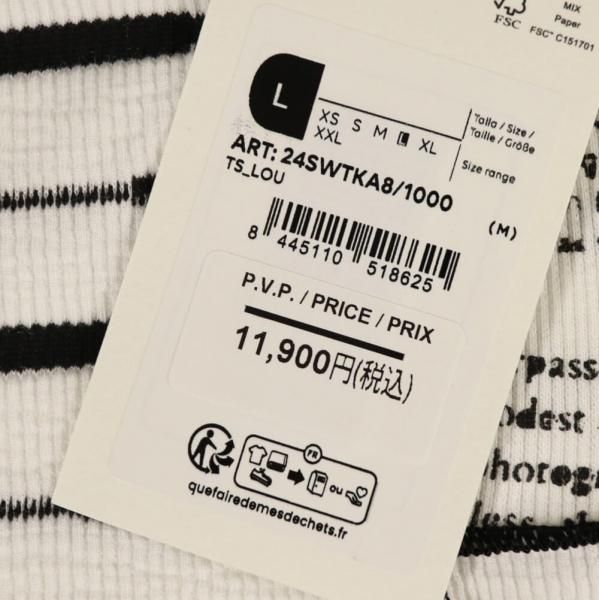 MIX
Paper
FSC
FSC® C151701
L
XS S M L XL
XXL
Talla / Size /
Taille / Größe
Size range
ART: 24SWTKA8/1000
TS_LOU
(M)
8 445110 518625
P.V.P. / PRICE / PRIX
11,900円(税込)
FR
ou
quefairedemesdechets.fr
pass
odest
hotog